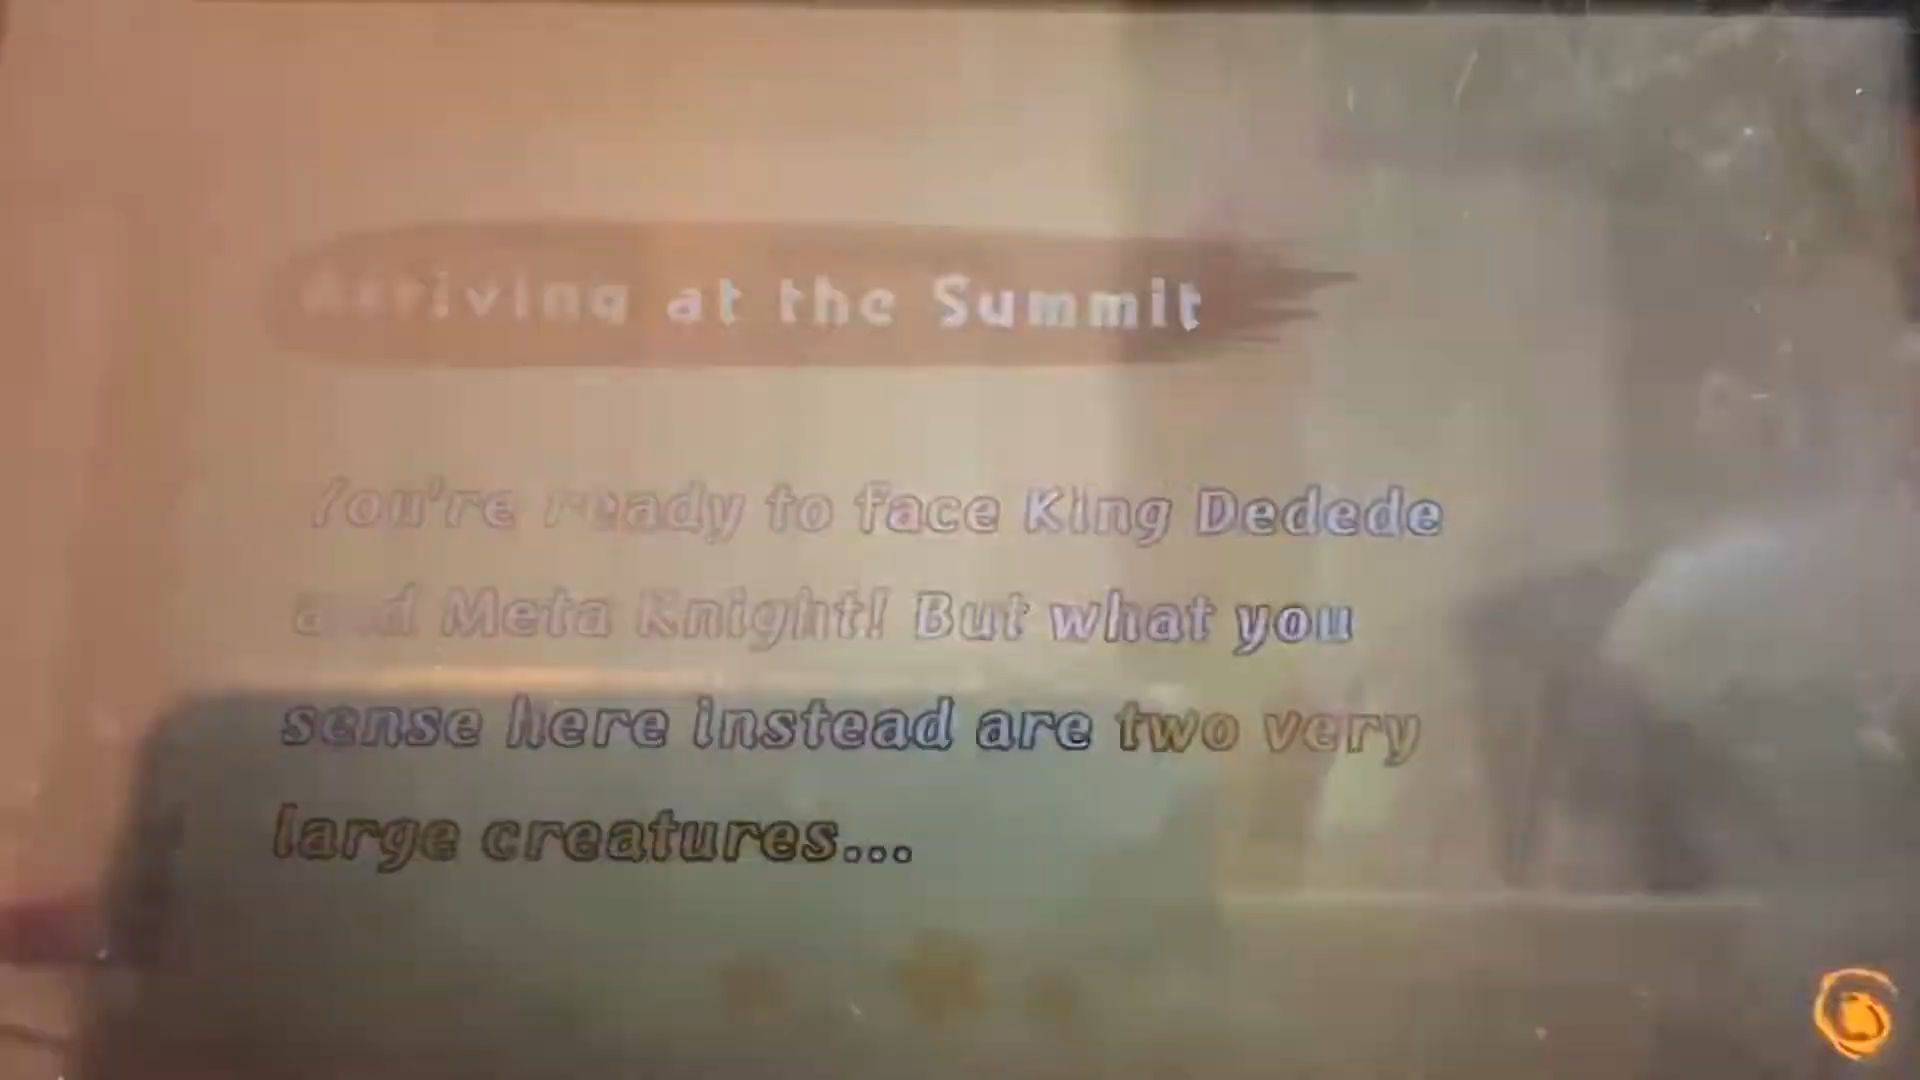 Arriving at the Summit
You're ready to face King Dedede
and Meta Knight! But what you
sense here instead are two very
large creatures...